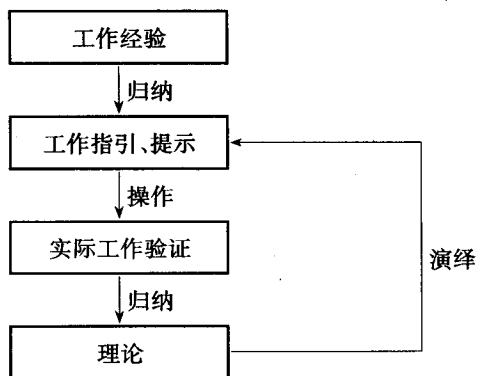 工作经验
归纳
工作指引、提示
操作
实际工作验证
演绎
归纳
理论